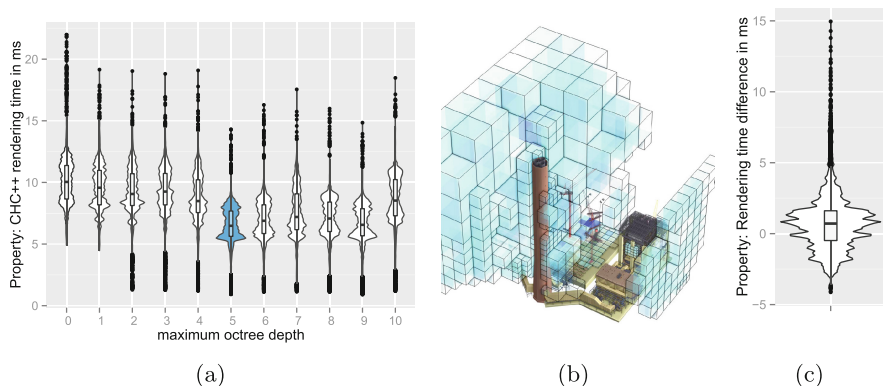 Property: CHC++ rendering time in ms
20
15
10
5
0
0 1 2 3 4 5 6 7 8 9 10
maximum octree depth
(a)
(b)
Property: Rendering time difference in ms
15
10
5
0
−5
(c)